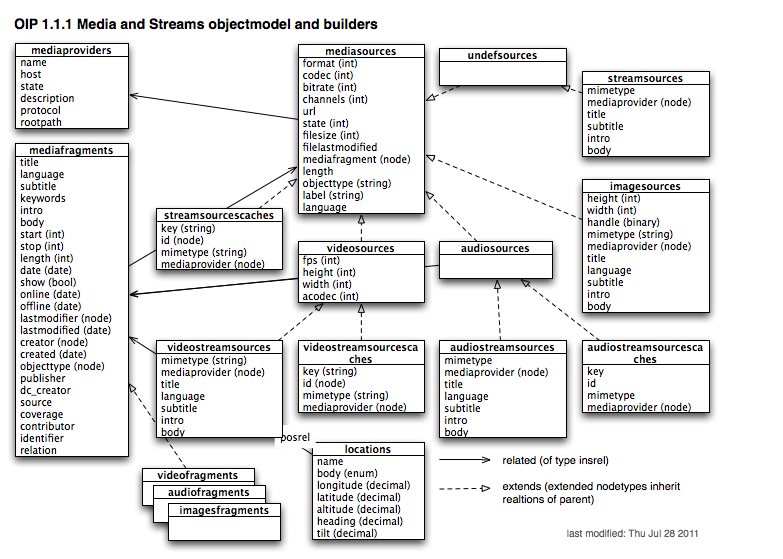 OIP 1.1.1 Media and Streams objectmodel and builders
mediaproviders
name
host
state
description
protocol
rootpath
mediasources
format (int)
codec (int)
bitrate (int)
channels (int)
url
state (int)
filesize (int)
filelastmodified
mediafragment (node)
length
objecttype (string)
label (string)
language
undefsources
streamsources
mimetype
mediaprovider (node)
title
subtitle
intro
body
mediafragments
title
language
subtitle
keywords
intro
body
start (int)
stop (int)
length (int)
date (date)
show (bool)
online (date)
offline (date)
lastmodifier (node)
lastmodified (date)
creator (node)
created (date)
objecttype (node)
publisher
dc_creator
source
coverage
contributor
identifier
relation
streamsourcescaches
key (string)
id (node)
mimetype (string)
mediaprovider (node)
imagesources
height (int)
width (int)
handle (binary)
mimetype (string)
mediaprovider (node)
title
language
subtitle
intro
body
videosources
fps (int)
height (int)
width (int)
acodec (int)
audiosources
videostreamsources
mimetype (string)
mediaprovider (node)
title
language
subtitle
intro
body
videostreamsourcesca
ches
key (string)
id (node)
mimetype (string)
mediaprovider (node)
audiostreamsources
mimetype
mediaprovider (node)
title
language
subtitle
intro
body
audiostreamsourcesca
ches
key
id
mimetype
mediaprovider (node)
posrel
locations
name
body (enum)
longitude (decimal)
latitude (decimal)
altitude (decimal)
heading (decimal)
tilt (decimal)
videofragments
audiofragments
imagesfragments
related (of type insrel)
extends (extended nodetypes inherit
realtions of parent)
last modified: Thu Jul 28 2011